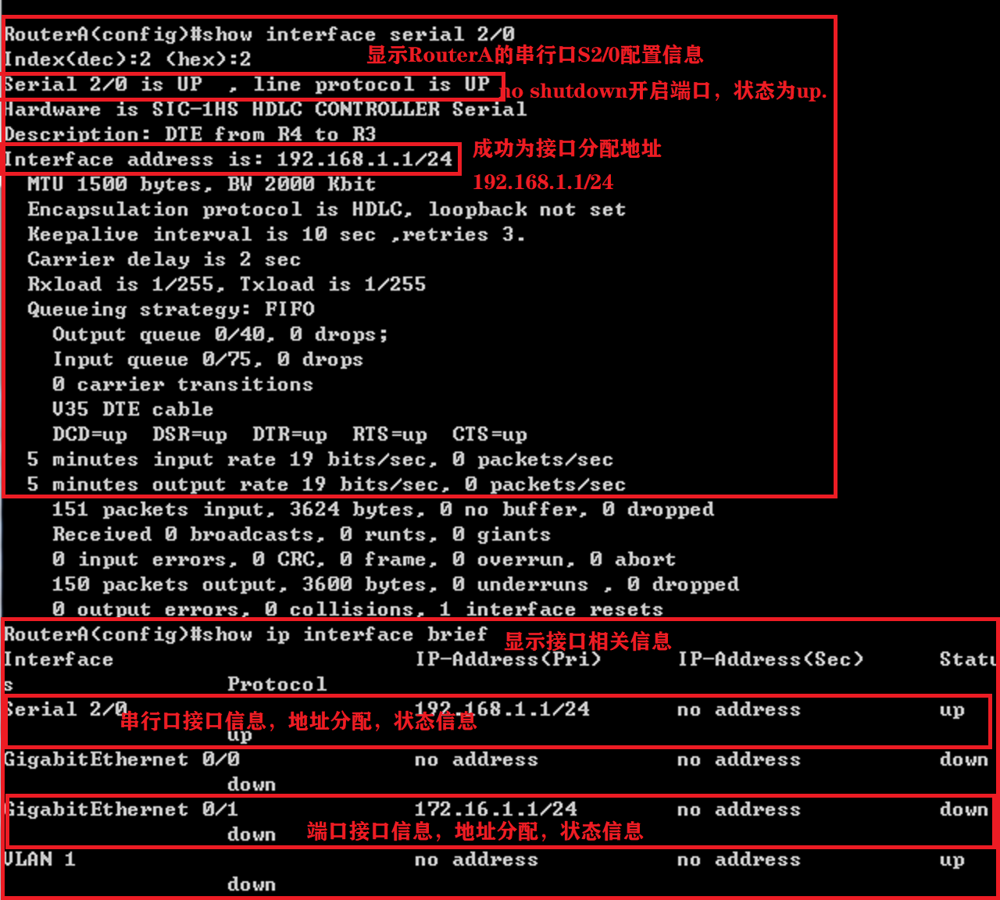 RouterA(config)#show interface serial 2/0
Index(dec):2 (hex):2
显示RouterA的串行口S2/0配置信息
Serial 2/0 is UP  , line protocol is UP
no shutdown开启端口，状态为up.
Hardware is SIC-1HS HDLC CONTROLLER Serial
Description: DTE from R4 to R3
Interface address is: 192.168.1.1/24
成功为接口分配地址
192.168.1.1/24
MTU 1500 bytes, BW 2000 Kbit
Encapsulation protocol is HDLC, loopback not set
Keepalive interval is 10 sec ,retries 3.
Carrier delay is 2 sec
Rxload is 1/255, Txload is 1/255
Queueing strategy: FIFO
Output queue 0/40, 0 drops;
Input queue 0/75, 0 drops
0 carrier transitions
V35 DTE cable
DCD=up  DSR=up  DTR=up  RTS=up  CTS=up
5 minutes input rate 19 bits/sec, 0 packets/sec
5 minutes output rate 19 bits/sec, 0 packets/sec
151 packets input, 3624 bytes, 0 no buffer, 0 dropped
Received 0 broadcasts, 0 runts, 0 giants
0 input errors, 0 CRC, 0 frame, 0 overrun, 0 abort
150 packets output, 3600 bytes, 0 underruns , 0 dropped
0 output errors, 0 collisions, 1 interface resets
RouterA(config)#show ip interface brief
显示接口相关信息
Interface IP-Address(Pri) IP-Address(Sec) Statu
s Protocol
Serial 2/0 192.168.1.1/24 no address up
串行口接口信息，地址分配，状态信息
up
GigabitEthernet 0/0 no address no address down
down
GigabitEthernet 0/1 172.16.1.1/24 no address down
down
端口接口信息，地址分配，状态信息
VLAN 1 no address no address up
down